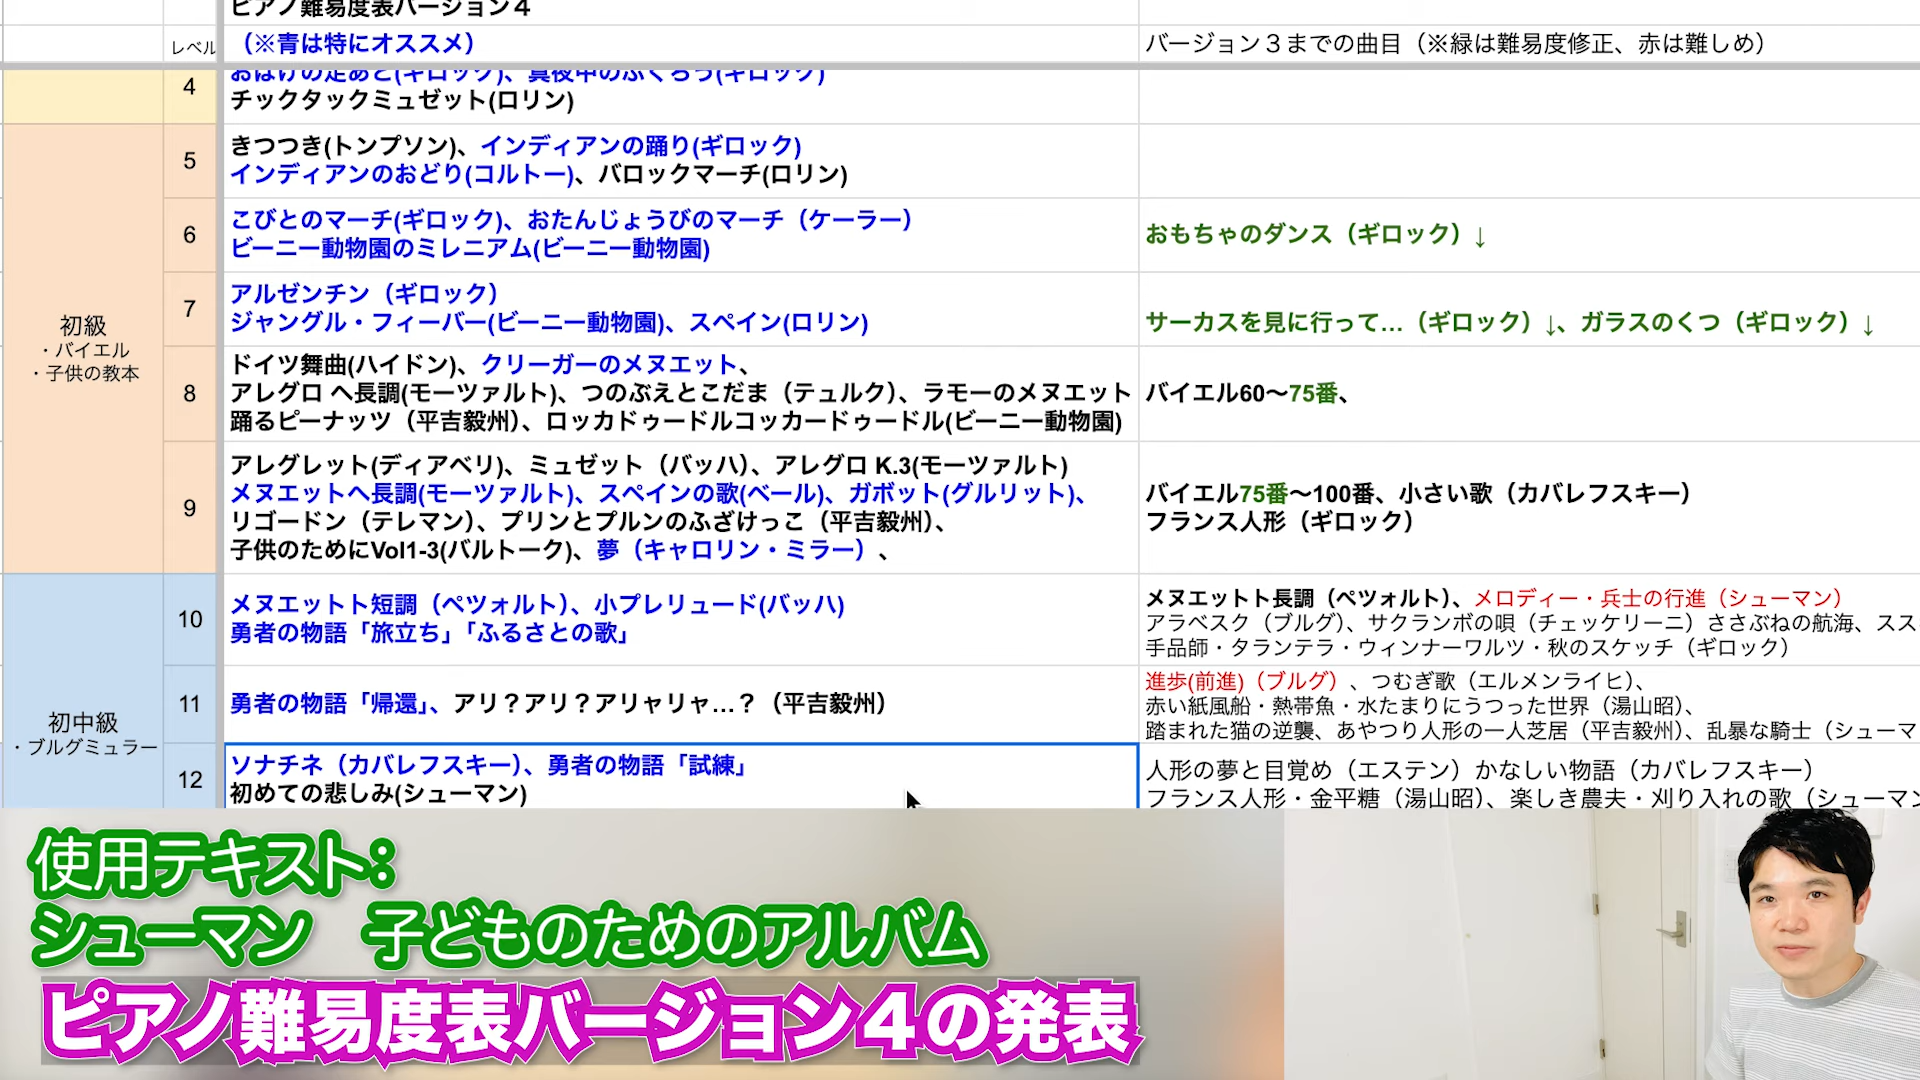 ピアノ難易度表バージョン４
レベル
（※青は特にオススメ）
バージョン３までの曲目（※緑は難易度修正、赤は難しめ）
4
おばけの足あと(ギロック)、真夜中のふくろう(ギロック)
チックタックミュゼット(ロリン)
初級
・バイエル
・子供の教本
5
きつつき(トンプソン)、インディアンの踊り(ギロック)
インディアンのおどり(コルトー)、バロックマーチ(ロリン)
6
こびとのマーチ(ギロック)、おたんじょうびのマーチ（ケーラー）
ビーニー動物園のミレニアム(ビーニー動物園)
おもちゃのダンス（ギロック）↓
7
アルゼンチン（ギロック）
ジャングル・フィーバー(ビーニー動物園)、スペイン(ロリン)
サーカスを見に行って…（ギロック）↓、ガラスのくつ（ギロック）↓
8
ドイツ舞曲(ハイドン)、クリーガーのメヌエット、
アレグロ ヘ長調(モーツァルト)、つのぶえとこだま（テュルク）、ラモーのメヌエット
踊るピーナッツ（平吉毅州）、ロッカドゥードルコッカードゥードル(ビーニー動物園)
バイエル60〜75番、
9
アレグレット(ディアベリ)、ミュゼット（バッハ）、アレグロ K.3(モーツァルト)
メヌエットヘ長調(モーツァルト)、スペインの歌(ベール)、ガボット(グルリット)、
リゴードン（テレマン）、プリンとプルンのふざけっこ（平吉毅州）、
子供のためにVol1-3(バルトーク)、夢（キャロリン・ミラー）、
バイエル75番〜100番、小さい歌（カバレフスキー）
フランス人形（ギロック）
初中級
・ブルグミュラー
10
メヌエットト短調（ペツォルト）、小プレリュード(バッハ)
勇者の物語「旅立ち」「ふるさとの歌」
メヌエットト長調（ペツォルト）、メロディー・兵士の行進（シューマン）
アラベスク（ブルグ）、サクランボの唄（チェッケリーニ）ささぶねの航海、スス
手品師・タランテラ・ウィンナーワルツ・秋のスケッチ（ギロック）
11
勇者の物語「帰還」、アリ？アリ？アリャリャ…？（平吉毅州）
進歩(前進)（ブルグ）、つむぎ歌（エルメンライヒ）、
赤い紙風船・熱帯魚・水たまりにうつった世界（湯山昭）、
踏まれた猫の逆襲、あやつり人形の一人芝居（平吉毅州）、乱暴な騎士（シューマ
12
ソナチネ（カバレフスキー）、勇者の物語「試練」
初めての悲しみ(シューマン)
人形の夢と目覚め（エステン）かなしい物語（カバレフスキー）
フランス人形・金平糖（湯山昭）、楽しき農夫・刈り入れの歌（シューマン
使用テキスト：
シューマン　子どものためのアルバム
ピアノ難易度表バージョン４の発表